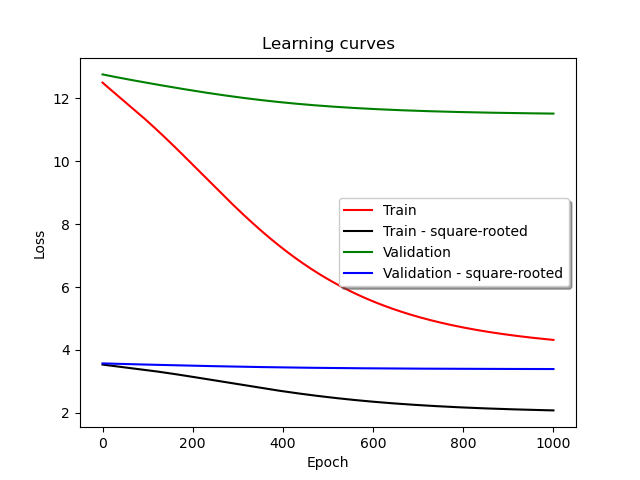 Learning curves
Loss
12
10
8
6
4
2
Train
Train - square-rooted
Validation
Validation - square-rooted
0
200
400
600
800
1000
Epoch